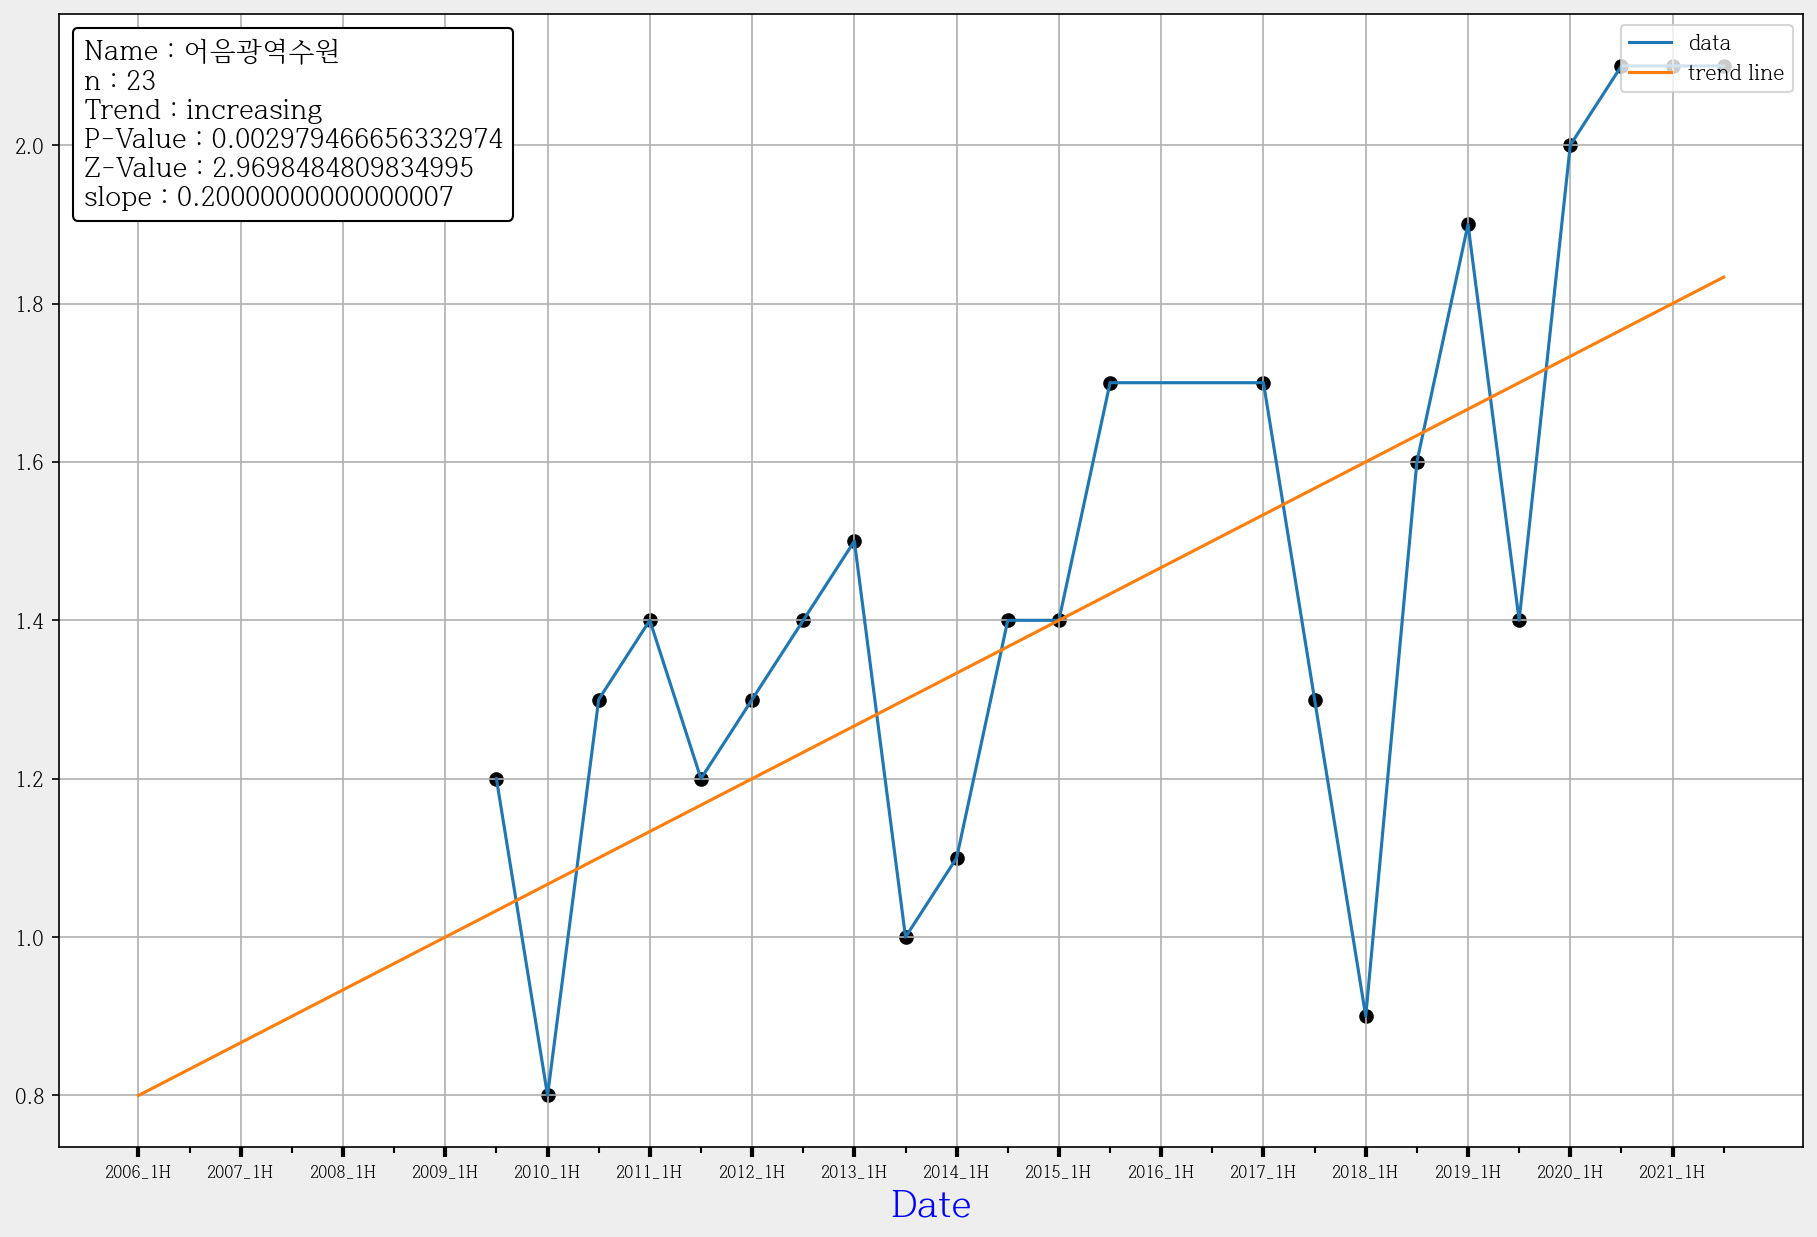 Name : 어음광역수원
n : 23
Trend : increasing
P-Value : 0.002979466656332974
Z-Value : 2.9698484809834995
slope : 0.20000000000000007
data
trend line
2.0
1.8
1.6
1.4
1.2
1.0
0.8
2006_1H 2007_1H 2008_1H 2009_1H 2010_1H 2011_1H 2012_1H 2013_1H 2014_1H 2015_1H 2016_1H 2017_1H 2018_1H 2019_1H 2020_1H 2021_1H
Date